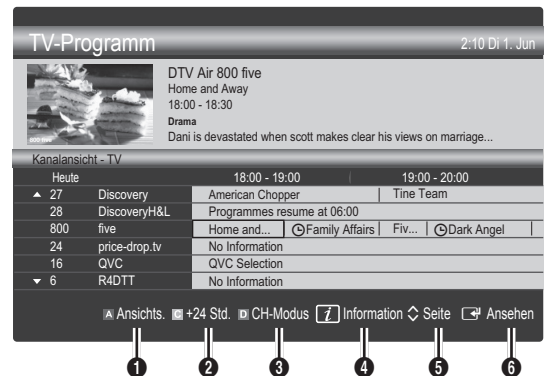 TV-Programm 2:10 Di 1. Jun
DTV Air 800 five
Home and Away
18:00 - 18:30
Drama
Dani is devastated when scott makes clear his views on marriage...
800 five
Kanalansicht - TV
Heute 18:00 - 19:00 19:00 - 20:00
▲ 27 Discovery American Chopper Tine Team
28 DiscoveryH&L Programmes resume at 06:00
800 five Home and... Family Affairs Fiv... Dark Angel
24 price-drop.tv No Information
16 QVC QVC Selection
▼ 6 R4DTT No Information
A Ansichts. C +24 Std. D CH-Modus i Information Seite Ansehen
1 2 3 4 5 6